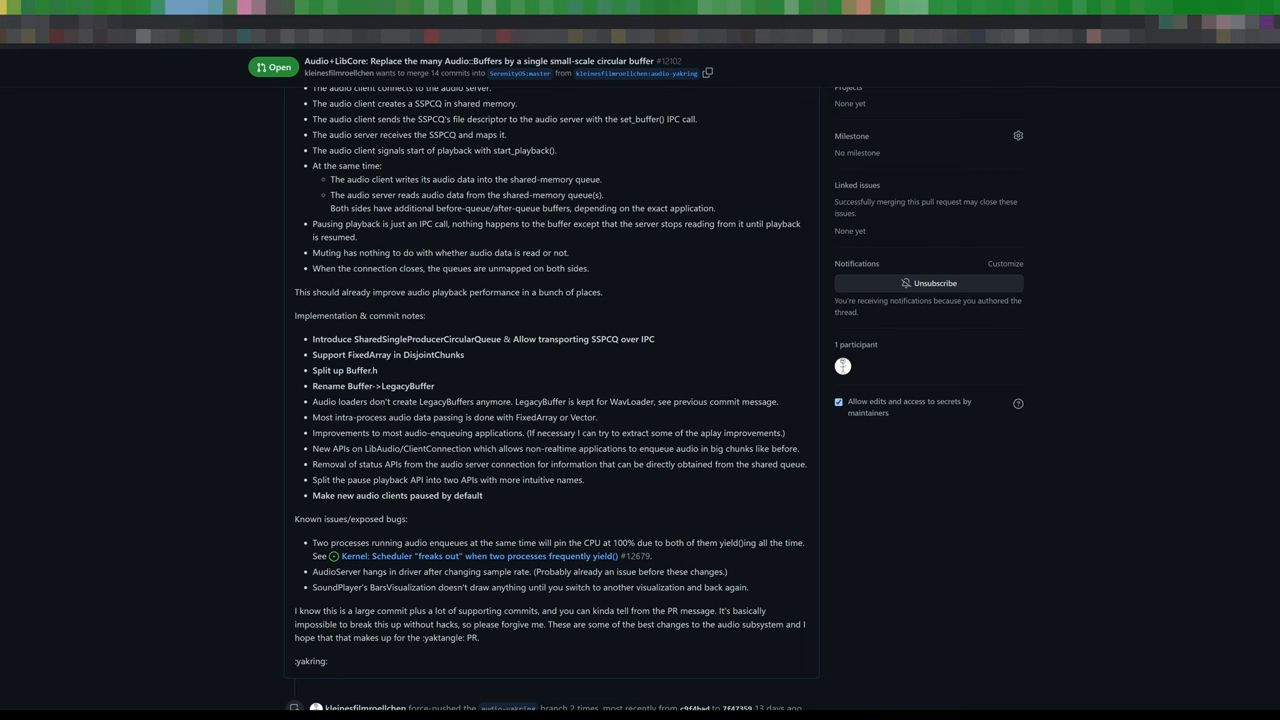 Open
Audio+LibCore: Replace the many Audio::Buffers by a single small-scale circular buffer #12102
kleinesfilmroellchen wants to merge 14 commits into SerenityOS:master from kleinesfilmroellchen:audio-yakring
The audio client connects to the audio server.
• The audio client creates a SSPCQ in shared memory.
• The audio client sends the SSPCQ's file descriptor to the audio server with the set_buffer() IPC call.
• The audio server receives the SSPCQ and maps it.
• The audio client signals start of playback with start_playback().
• At the same time:
◦ The audio client writes its audio data into the shared-memory queue.
◦ The audio server reads audio data from the shared-memory queue(s).
Both sides have additional before-queue/after-queue buffers, depending on the exact application.
• Pausing playback is just an IPC call, nothing happens to the buffer except that the server stops reading from it until playback
is resumed.
• Muting has nothing to do with whether audio data is read or not.
• When the connection closes, the queues are unmapped on both sides.
This should already improve audio playback performance in a bunch of places.
Implementation & commit notes:
• Introduce SharedSingleProducerCircularQueue & Allow transporting SSPCQ over IPC
• Support FixedArray in DisjointChunks
• Split up Buffer.h
• Rename Buffer->LegacyBuffer
• Audio loaders don't create LegacyBuffers anymore. LegacyBuffer is kept for WavLoader, see previous commit message.
• Most intra-process audio data passing is done with FixedArray or Vector.
• Improvements to most audio-enqueuing applications. (If necessary I can try to extract some of the aplay improvements.)
• New APIs on LibAudio/ClientConnection which allows non-realtime applications to enqueue audio in big chunks like before.
• Removal of status APIs from the audio server connection for information that can be directly obtained from the shared queue.
• Split the pause playback API into two APIs with more intuitive names.
• Make new audio clients paused by default
Known issues/exposed bugs:
• Two processes running audio enqueues at the same time will pin the CPU at 100% due to both of them yield()ing all the time.
See Kernel: Scheduler "freaks out" when two processes frequently yield() #12679.
• AudioServer hangs in driver after changing sample rate. (Probably already an issue before these changes.)
• SoundPlayer's BarsVisualization doesn't draw anything until you switch to another visualization and back again.
I know this is a large commit plus a lot of supporting commits, and you can kinda tell from the PR message. It's basically
impossible to break this up without hacks, so please forgive me. These are some of the best changes to the audio subsystem and I
hope that that makes up for the :yaktangle: PR.
:yakring:
kleinesfilmroellchen force-pushed the audio-yakring branch 2 times, most recently from c9f4bad to 7f47359 13 days ago
Projects
None yet
Milestone
No milestone
Linked issues
Successfully merging this pull request may close these
issues.
None yet
Notifications
Customize
Unsubscribe
You're receiving notifications because you authored the
thread.
1 participant
Allow edits and access to secrets by
maintainers